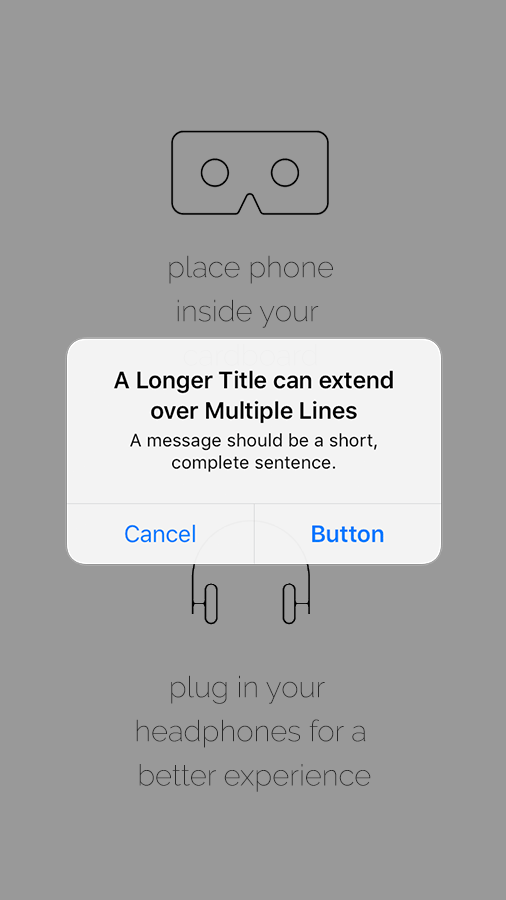 place phone
inside your
A Longer Title can extend
over Multiple Lines
A message should be a short,
complete sentence.
Cancel
Button
plug in your
headphones for a
better experience